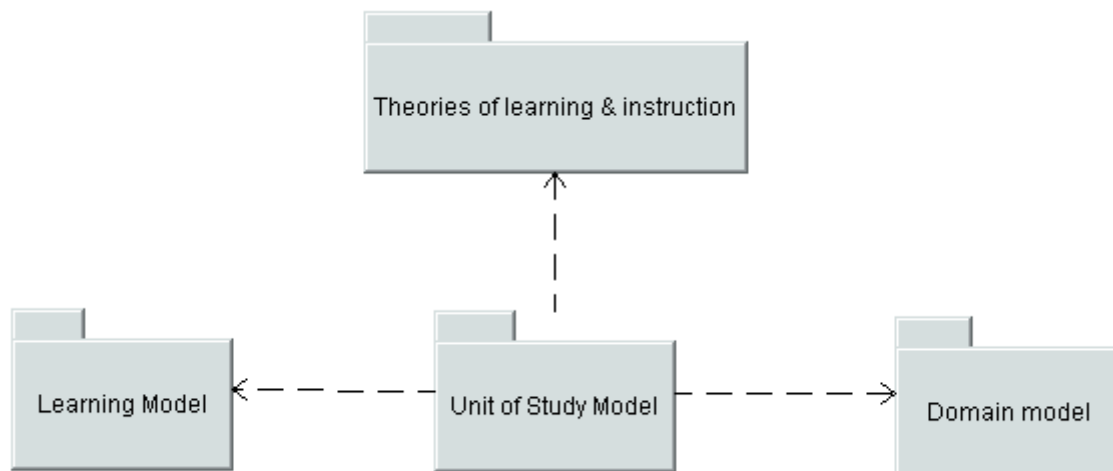 Theories of learning & instruction
Learning Model
Unit of Study Model
Domain model